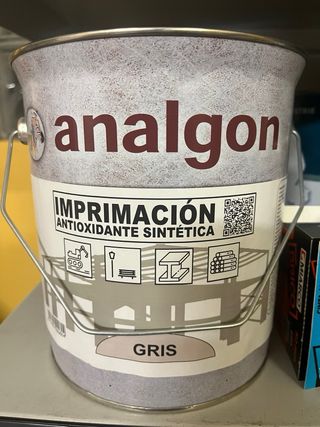 analgon
IMPRIMACIÓN
ANTIOXIDANTE SINTÉTICA
GRIS